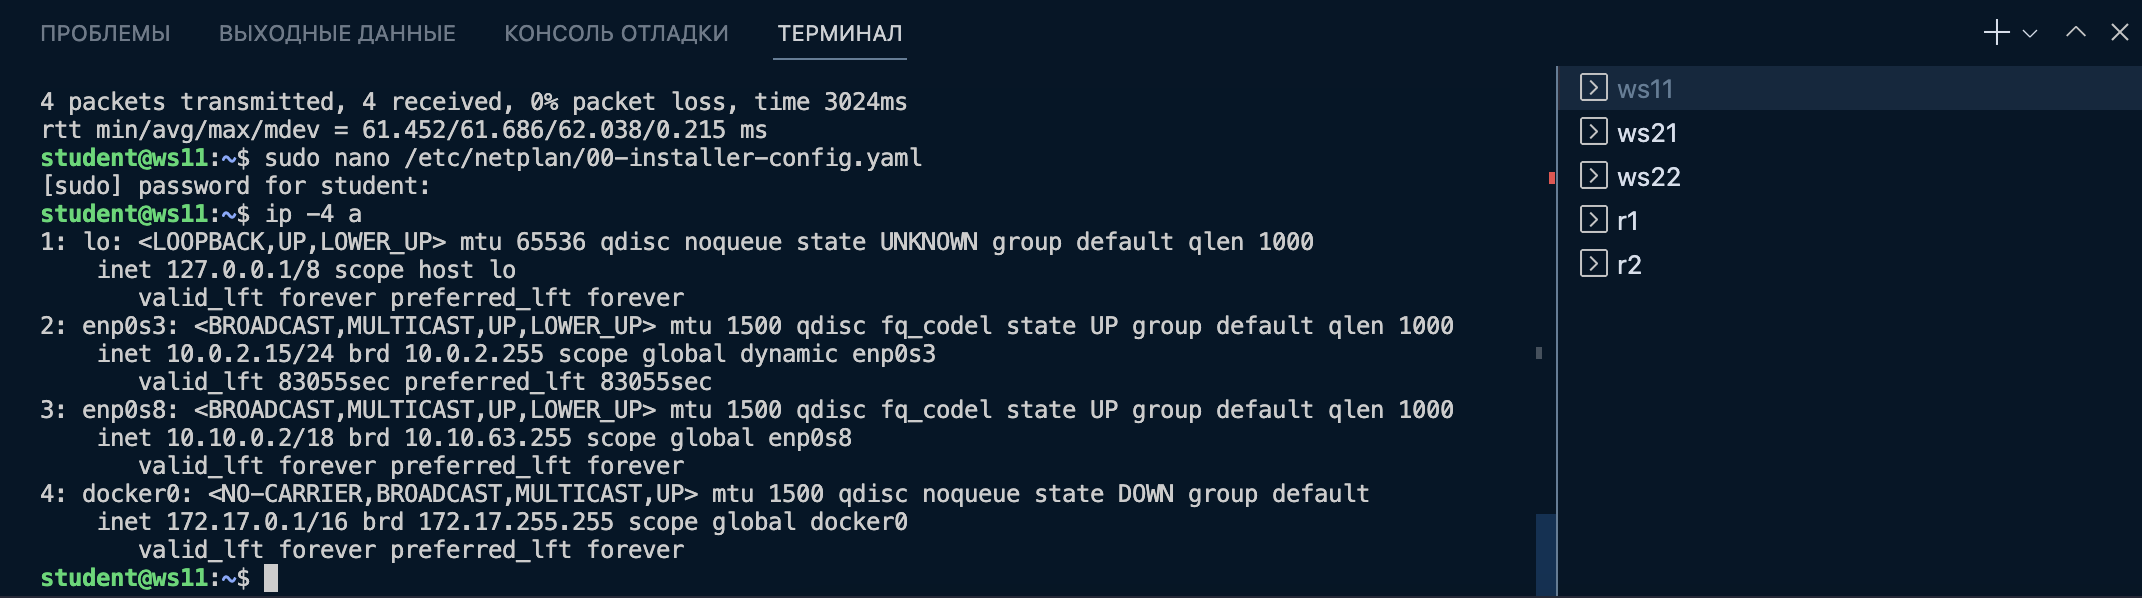 ПРОБЛЕМЫ ВЫХОДНЫЕ ДАННЫЕ КОНСОЛЬ ОТЛАДКИ ТЕРМИНАЛ
4 packets transmitted, 4 received, 0% packet loss, time 3024ms
rtt min/avg/max/mdev = 61.452/61.686/62.038/0.215 ms
student@ws11:~$ sudo nano /etc/netplan/00-installer-config.yaml
[sudo] password for student:
student@ws11:~$ ip -4 a
1: lo: <LOOPBACK,UP,LOWER_UP> mtu 65536 qdisc noqueue state UNKNOWN group default qlen 1000
    inet 127.0.0.1/8 scope host lo
       valid_lft forever preferred_lft forever
2: enp0s3: <BROADCAST,MULTICAST,UP,LOWER_UP> mtu 1500 qdisc fq_codel state UP group default qlen 1000
    inet 10.0.2.15/24 brd 10.0.2.255 scope global dynamic enp0s3
       valid_lft 83055sec preferred_lft 83055sec
3: enp0s8: <BROADCAST,MULTICAST,UP,LOWER_UP> mtu 1500 qdisc fq_codel state UP group default qlen 1000
    inet 10.10.0.2/18 brd 10.10.63.255 scope global enp0s8
       valid_lft forever preferred_lft forever
4: docker0: <NO-CARRIER,BROADCAST,MULTICAST,UP> mtu 1500 qdisc noqueue state DOWN group default
    inet 172.17.0.1/16 brd 172.17.255.255 scope global docker0
       valid_lft forever preferred_lft forever
student@ws11:~$
ws11
ws21
ws22
r1
r2